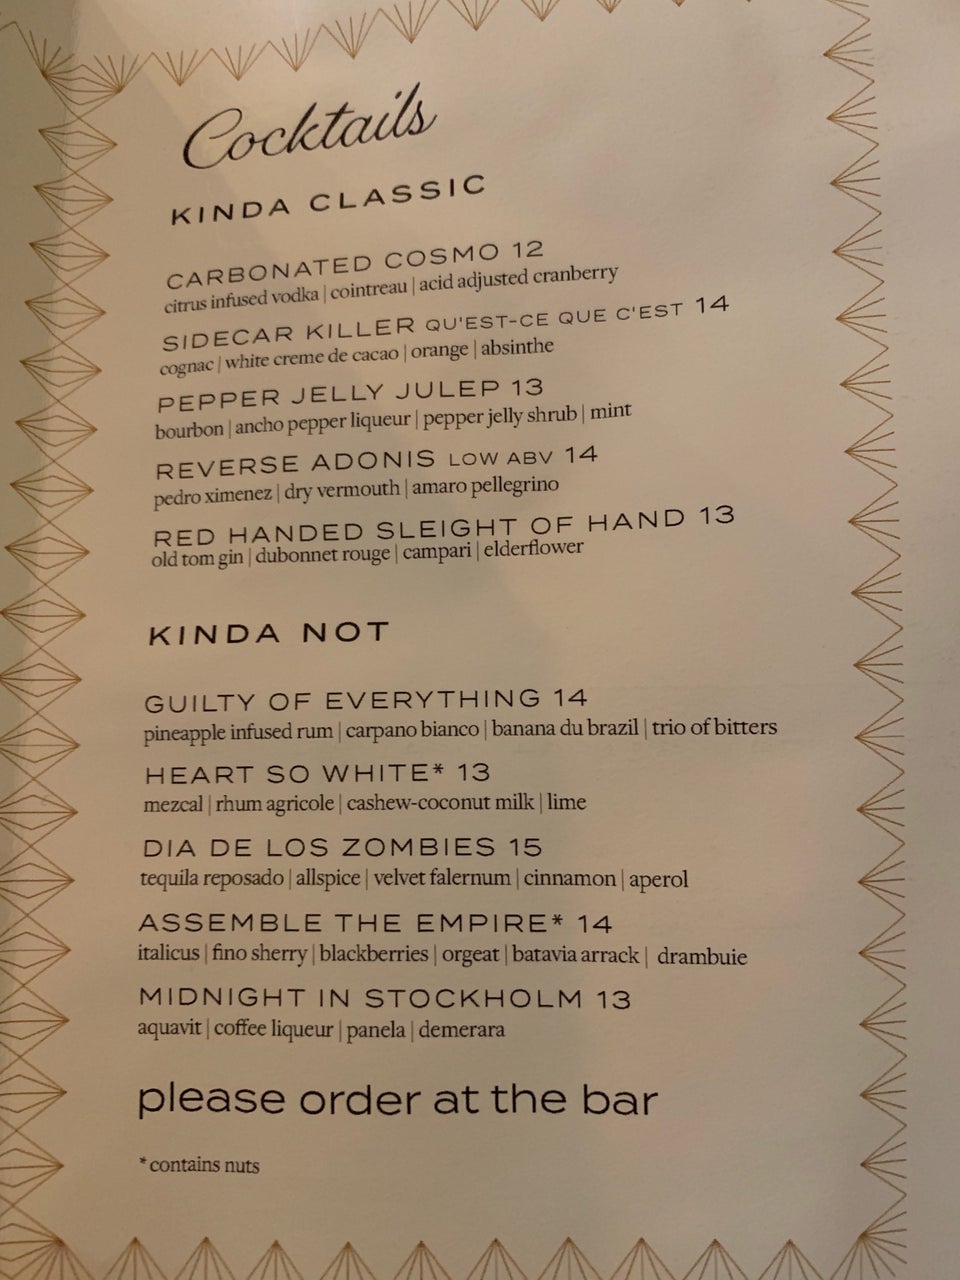 Cocktails
KINDA CLASSIC
CARBONATED COSMO 12
citrus infused vodka | cointreau | acid adjusted cranberry
SIDECAR KILLER QU'EST-CE QUE C'EST 14
cognac | white creme de cacao | orange | absinthe
PEPPER JELLY JULEP 13
bourbon | ancho pepper liqueur | pepper jelly shrub | mint
REVERSE ADONIS LOW ABV 14
pedro ximenez | dry vermouth | amaro pellegrino
RED HANDED SLEIGHT OF HAND 13
old tom gin | dubonnet rouge | campari | elderflower
KINDA NOT
GUILTY OF EVERYTHING 14
pineapple infused rum | carpano bianco | banana du brazil | trio of bitters
HEART SO WHITE* 13
mezcal | rhum agricole | cashew-coconut milk | lime
DIA DE LOS ZOMBIES 15
tequila reposado | allspice | velvet falernum | cinnamon | aperol
ASSEMBLE THE EMPIRE* 14
italicus | fino sherry | blackberries | orgeat | batavia arrack | drambuie
MIDNIGHT IN STOCKHOLM 13
aquavit | coffee liqueur | panela | demerara
please order at the bar
*contains nuts